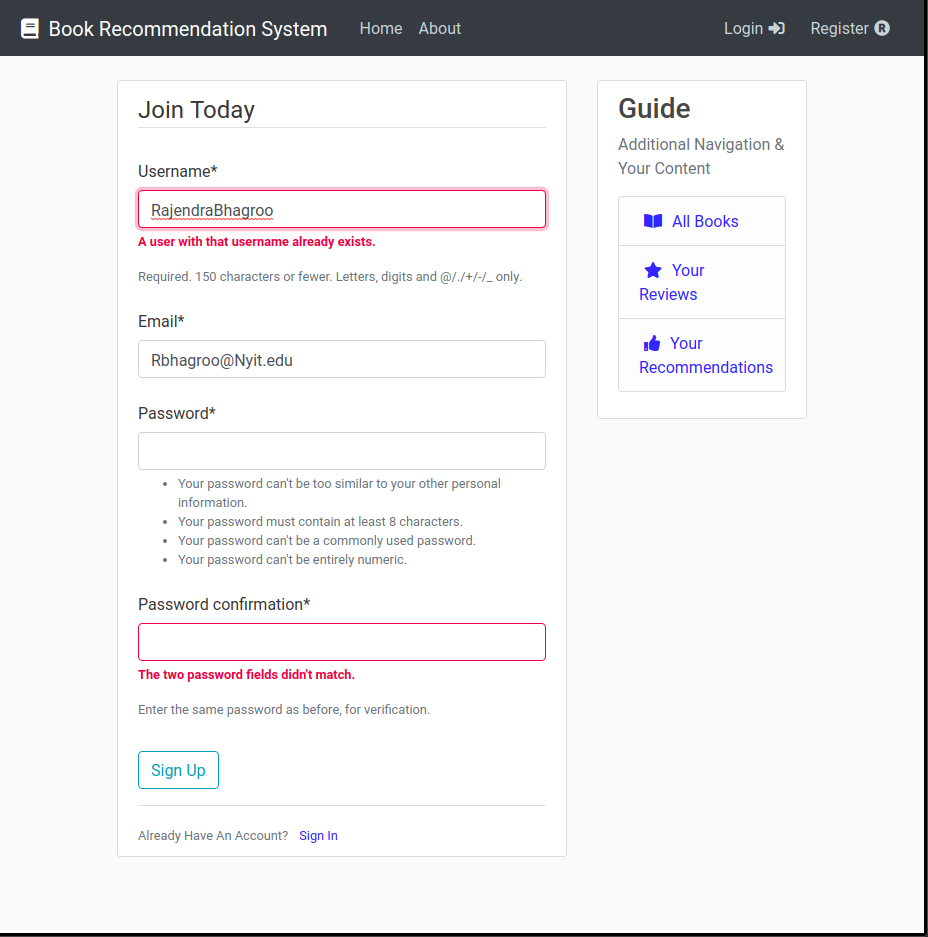 Book Recommendation System Home About Login Register R
Join Today
Username*
RajendraBhagroo
A user with that username already exists.
Required. 150 characters or fewer. Letters, digits and @/./+/-/_ only.
Email*
Rbhagroo@Nyit.edu
Password*
Your password can't be too similar to your other personal
information.
Your password must contain at least 8 characters.
Your password can't be a commonly used password.
Your password can't be entirely numeric.
Password confirmation*
The two password fields didn't match.
Enter the same password as before, for verification.
Sign Up
Already Have An Account? Sign In
Guide
Additional Navigation &
Your Content
All Books
Your
Reviews
Your
Recommendations